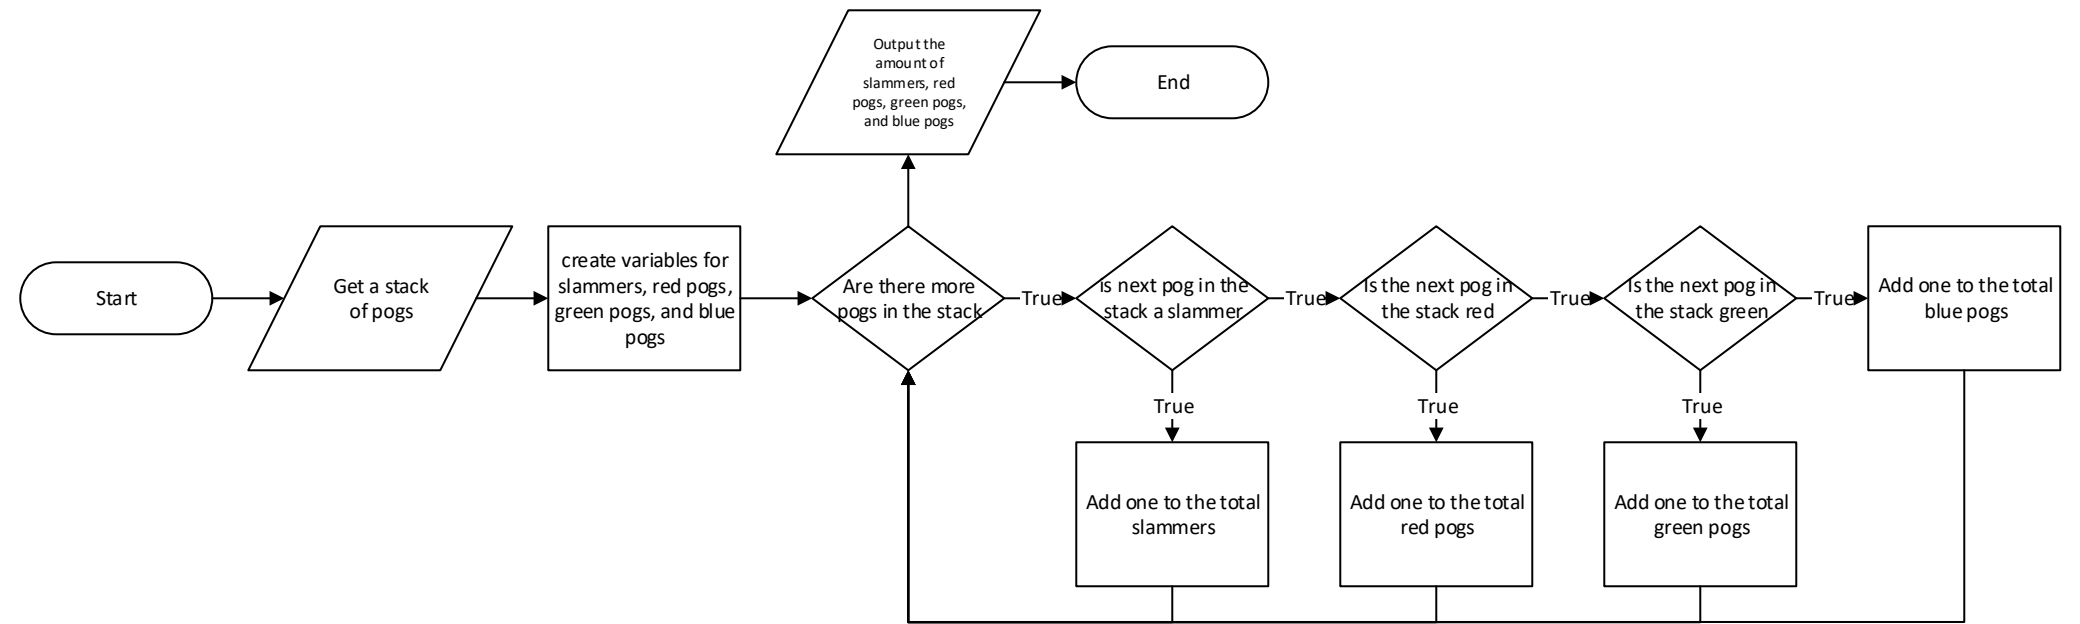 Output the
amount of
slammers, red
pogs, green pogs,
and blue pogs
End
Start
Get a stack
of pogs
create variables for
slammers, red pogs,
green pogs, and blue
pogs
Are there more
pogs in the stack
True
Is next pog in the
stack a slammer
True
Is the next pog in
the stack red
True
Is the next pog in
the stack green
True
Add one to the total
blue pogs
True
True
True
Add one to the total
slammers
Add one to the total
red pogs
Add one to the total
green pogs